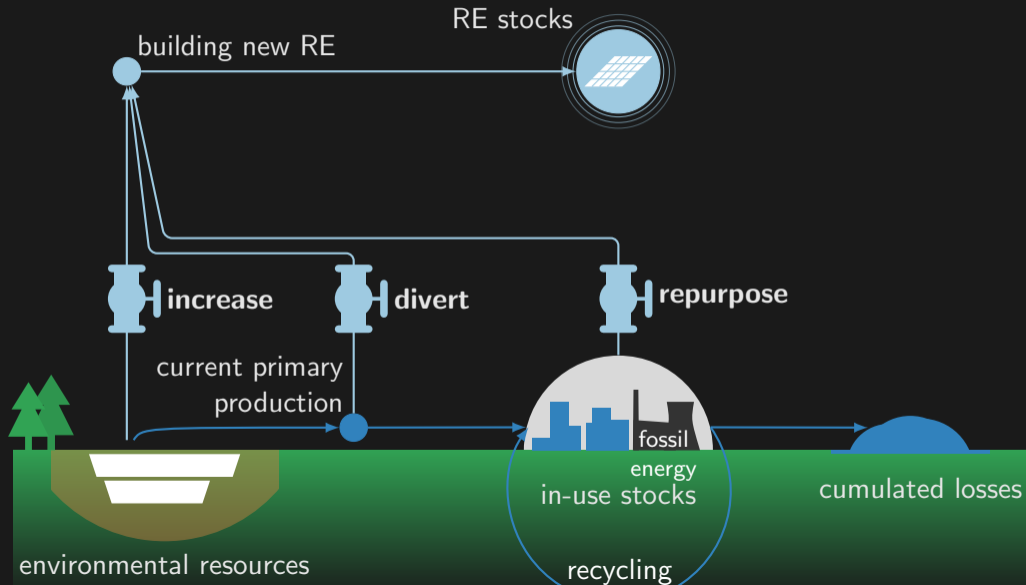 RE stocks
building new RE
increase
divert
repurpose
current primary
production
fossil
energy
in-use stocks
cumulated losses
environmental resources
recycling